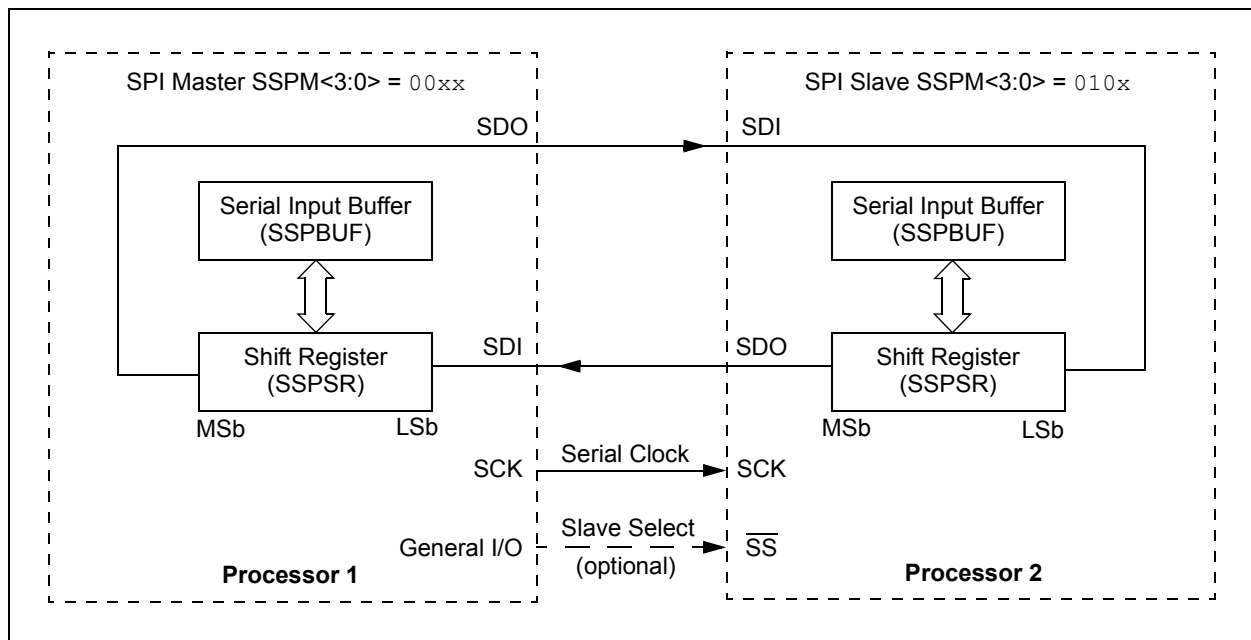 SPI Master SSPM<3:0> = 00xx
SDO
Serial Input Buffer
(SSPBUF)
Shift Register
(SSPSR)
MSb
LSb
SDI
SCK
General I/O
Processor 1
Serial Clock
Slave Select
(optional)
SPI Slave SSPM<3:0> = 010x
SDI
Serial Input Buffer
(SSPBUF)
SDO
Shift Register
(SSPSR)
MSb
LSb
SCK
S̅S̅
Processor 2